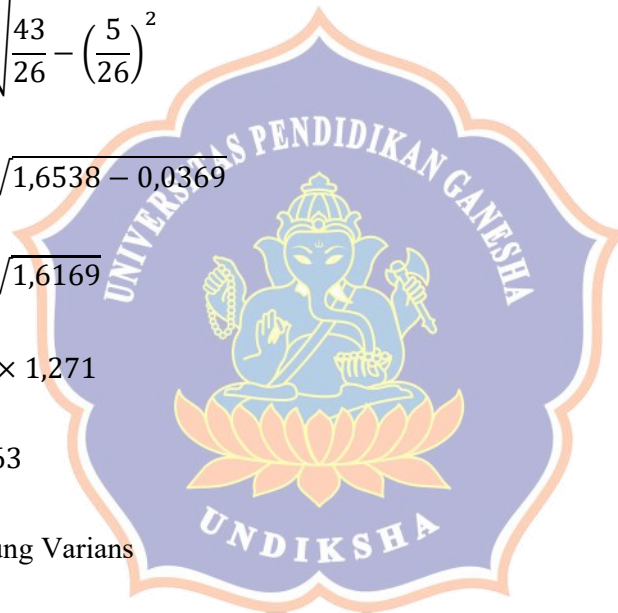 √43/26 − (5/26)²
√1,6538 − 0,0369
√1,6169
× 1,271
53
ung Varians
UNIVERSITAS PENDIDIKAN GANESHA
UNDIKSHA